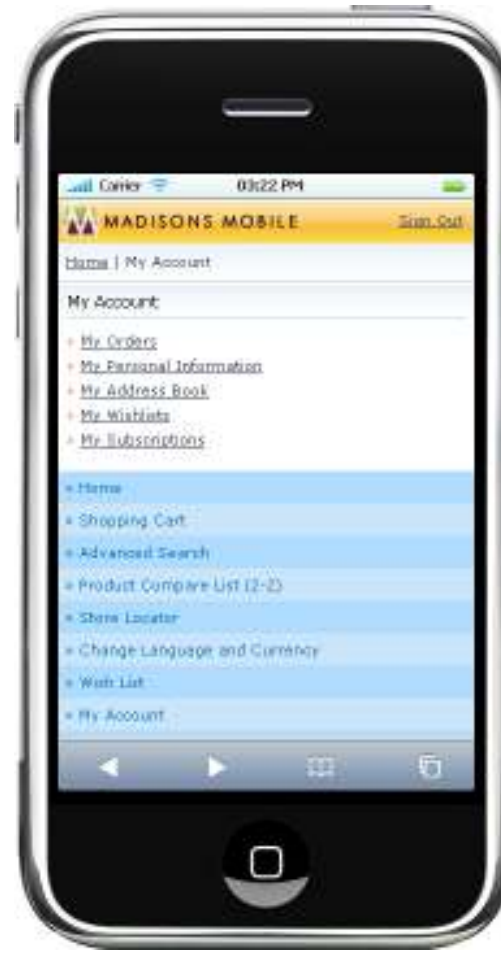 Carrier 03:22 PM
MADISONS MOBILE Sign Out
Home | My Account
My Account
My Orders
My Personal Information
My Address Book
My Wishlists
My Subscriptions
» Home
» Shopping Cart
» Advanced Search
» Product Compare List (2-2)
» Store Locator
» Change Language and Currency
» Wish List
» My Account